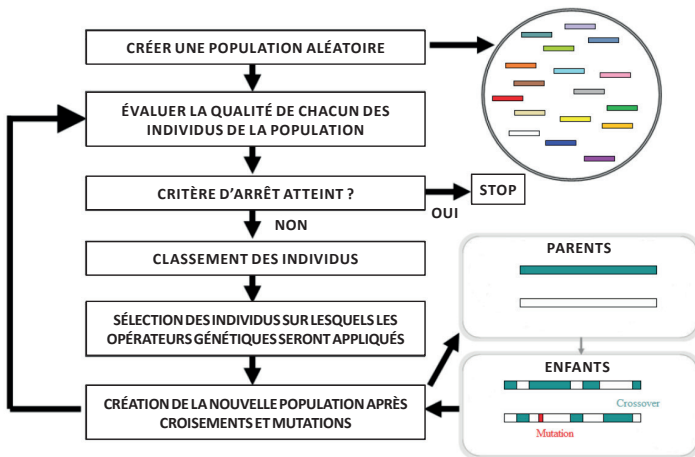 CRÉER UNE POPULATION ALÉATOIRE
ÉVALUER LA QUALITÉ DE CHACUN DES
INDIVIDUS DE LA POPULATION
CRITÈRE D'ARRÊT ATTEINT ?
STOP
OUI
NON
CLASSEMENT DES INDIVIDUS
SÉLECTION DES INDIVIDUS SUR LESQUELS LES
OPÉRATEURS GÉNÉTIQUES SERONT APPLIQUÉS
CRÉATION DE LA NOUVELLE POPULATION APRÈS
CROISEMENTS ET MUTATIONS
PARENTS
ENFANTS
Crossover
Mutation